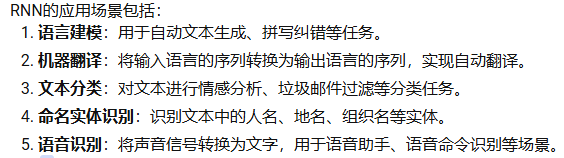 RNN的应用场景包括：
1. 语言建模：用于自动文本生成、拼写纠错等任务。
2. 机器翻译：将输入语言的序列转换为输出语言的序列，实现自动翻译。
3. 文本分类：对文本进行情感分析、垃圾邮件过滤等分类任务。
4. 命名实体识别：识别文本中的人名、地名、组织名等实体。
5. 语音识别：将声音信号转换为文字，用于语音助手、语音命令识别等场景。